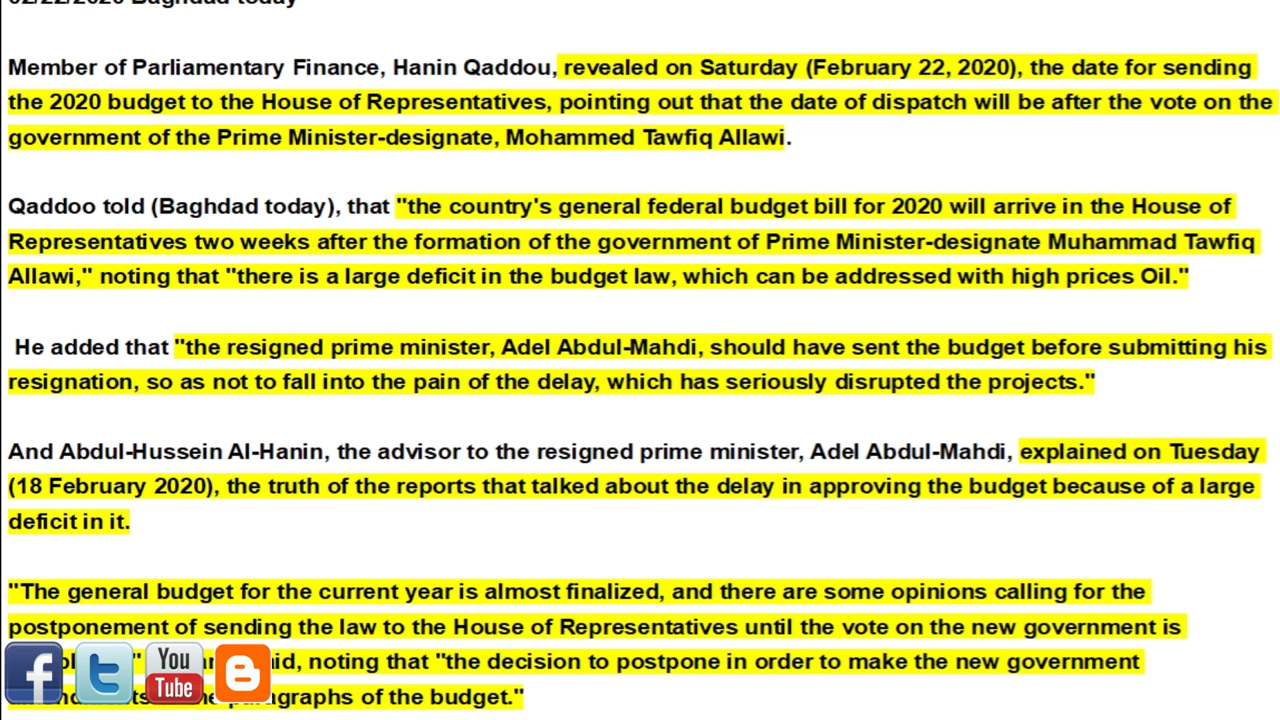 02/22/2020 Baghdad today
Member of Parliamentary Finance, Hanin Qaddou, revealed on Saturday (February 22, 2020), the date for sending
the 2020 budget to the House of Representatives, pointing out that the date of dispatch will be after the vote on the
government of the Prime Minister-designate, Mohammed Tawfiq Allawi.
Qaddoo told (Baghdad today), that "the country's general federal budget bill for 2020 will arrive in the House of
Representatives two weeks after the formation of the government of Prime Minister-designate Muhammad Tawfiq
Allawi," noting that "there is a large deficit in the budget law, which can be addressed with high prices Oil."
He added that "the resigned prime minister, Adel Abdul-Mahdi, should have sent the budget before submitting his
resignation, so as not to fall into the pain of the delay, which has seriously disrupted the projects."
And Abdul-Hussein Al-Hanin, the advisor to the resigned prime minister, Adel Abdul-Mahdi, explained on Tuesday
(18 February 2020), the truth of the reports that talked about the delay in approving the budget because of a large
deficit in it.
"The general budget for the current year is almost finalized, and there are some opinions calling for the
postponement of sending the law to the House of Representatives until the vote on the new government is
noting that "the decision to postpone in order to make the new government
paragraphs of the budget."
You
Tube